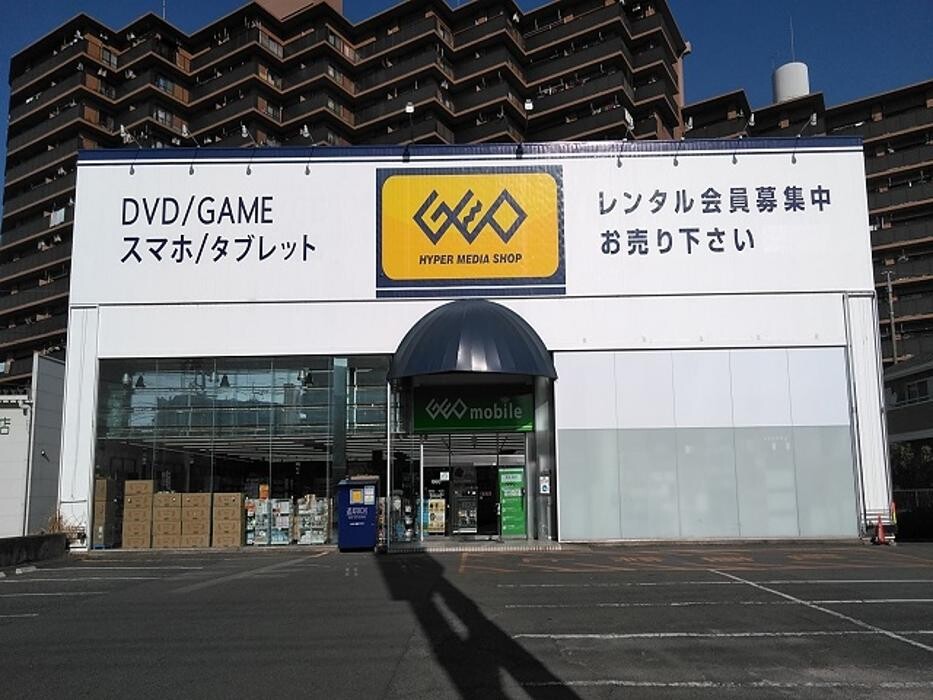 DVD/GAME
スマホ/タブレット
GEO
HYPER MEDIA SHOP
レンタル会員募集中
お売り下さい
GEO mobile
店